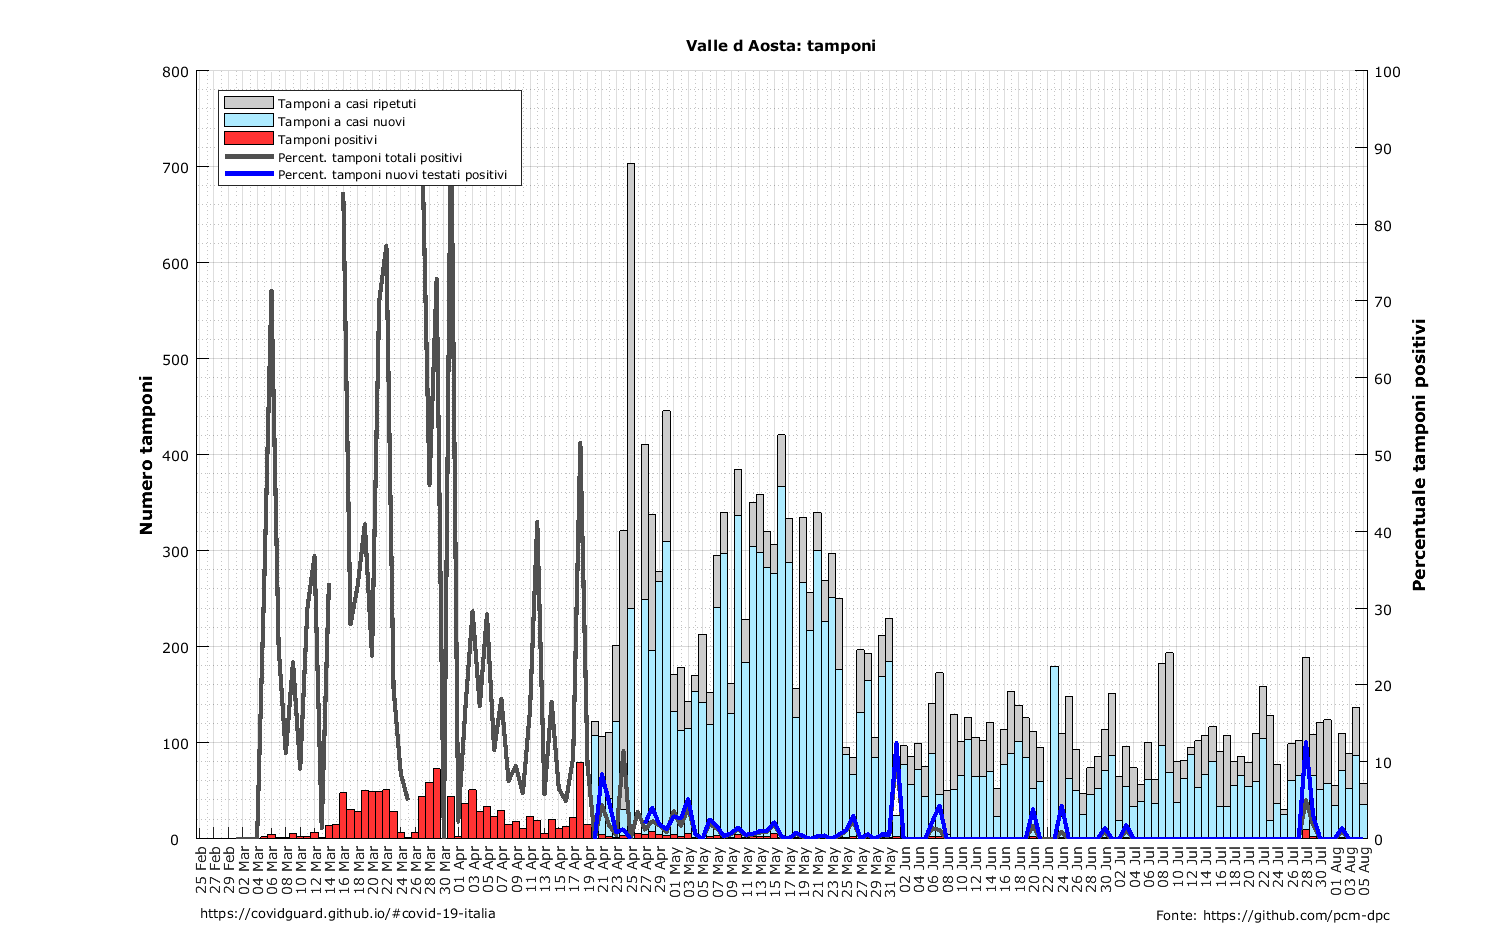 Valle d Aosta: tamponi
800
700
600
500
400
300
200
100
0
Numero tamponi
Tamponi a casi ripetuti
Tamponi a casi nuovi
Tamponi positivi
Percent. tamponi totali positivi
Percent. tamponi nuovi testati positivi
100
90
80
70
60
50
40
30
20
10
0
Percentuale tamponi positivi
25 Feb
27 Feb
29 Feb
02 Mar
04 Mar
06 Mar
08 Mar
10 Mar
12 Mar
14 Mar
16 Mar
18 Mar
20 Mar
22 Mar
24 Mar
26 Mar
28 Mar
30 Mar
01 Apr
03 Apr
05 Apr
07 Apr
09 Apr
11 Apr
13 Apr
15 Apr
17 Apr
19 Apr
21 Apr
23 Apr
25 Apr
27 Apr
29 Apr
01 May
03 May
05 May
07 May
09 May
11 May
13 May
15 May
17 May
19 May
21 May
23 May
25 May
27 May
29 May
31 May
02 Jun
04 Jun
06 Jun
08 Jun
10 Jun
12 Jun
14 Jun
16 Jun
18 Jun
20 Jun
22 Jun
24 Jun
26 Jun
28 Jun
30 Jun
02 Jul
04 Jul
06 Jul
08 Jul
10 Jul
12 Jul
14 Jul
16 Jul
18 Jul
20 Jul
22 Jul
24 Jul
26 Jul
28 Jul
30 Jul
01 Aug
03 Aug
05 Aug
https://covidguard.github.io/#covid-19-italia
Fonte: https://github.com/pcm-dpc